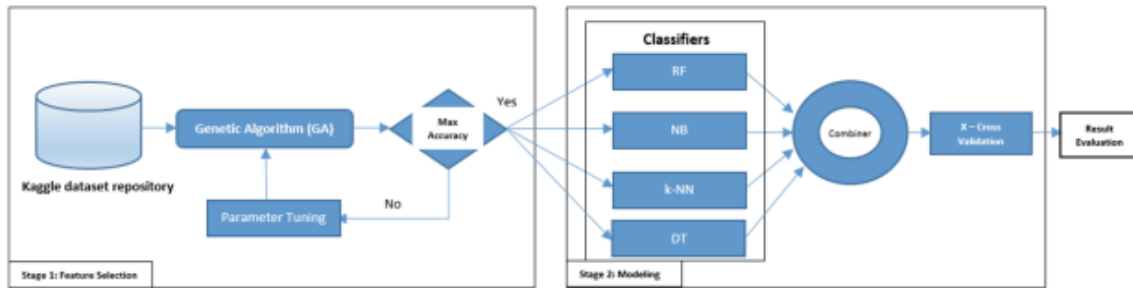 Kaggle dataset repository
Genetic Algorithm (GA)
Parameter Tuning
Max
Accuracy
Yes
No
Stage 1: Feature Selection
Classifiers
RF
NB
k-NN
DT
Combiner
X – Cross
Validation
Stage 2: Modeling
Result
Evaluation